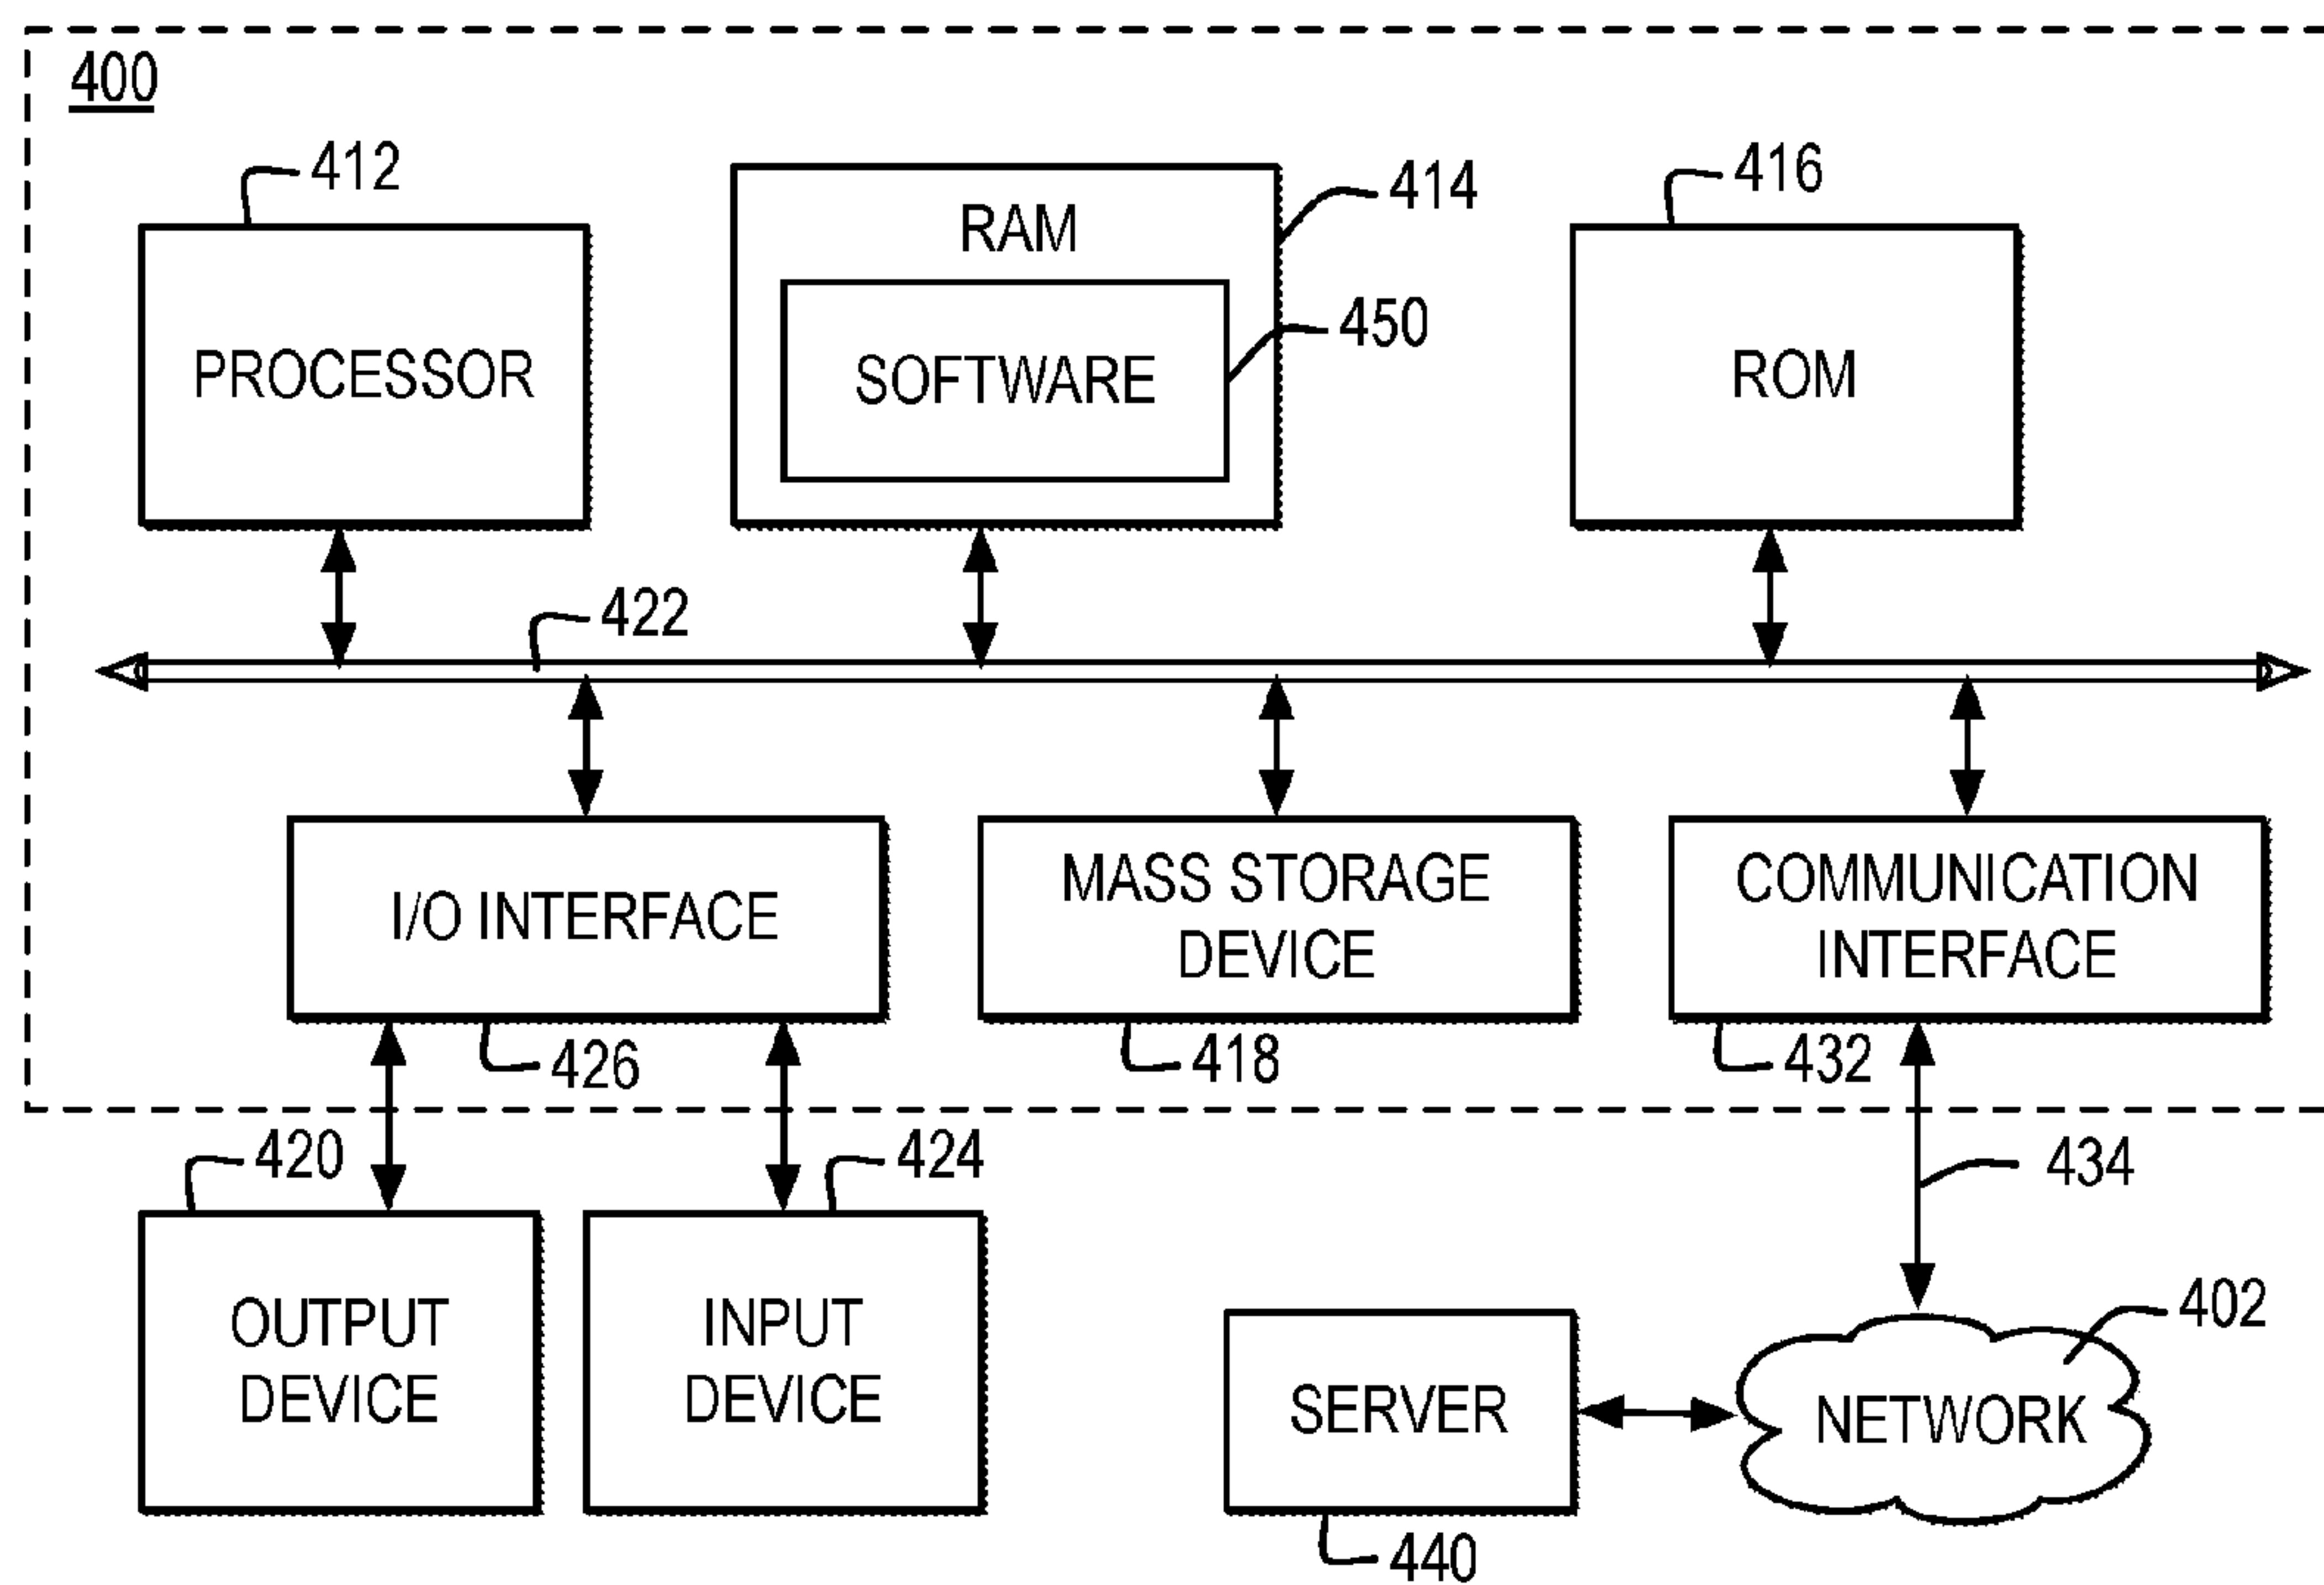 400
412
414
416
RAM
450
PROCESSOR
SOFTWARE
ROM
422
I/O INTERFACE
MASS STORAGE
DEVICE
COMMUNICATION
INTERFACE
426
418
432
420
424
434
OUTPUT
DEVICE
INPUT
DEVICE
402
SERVER
NETWORK
440